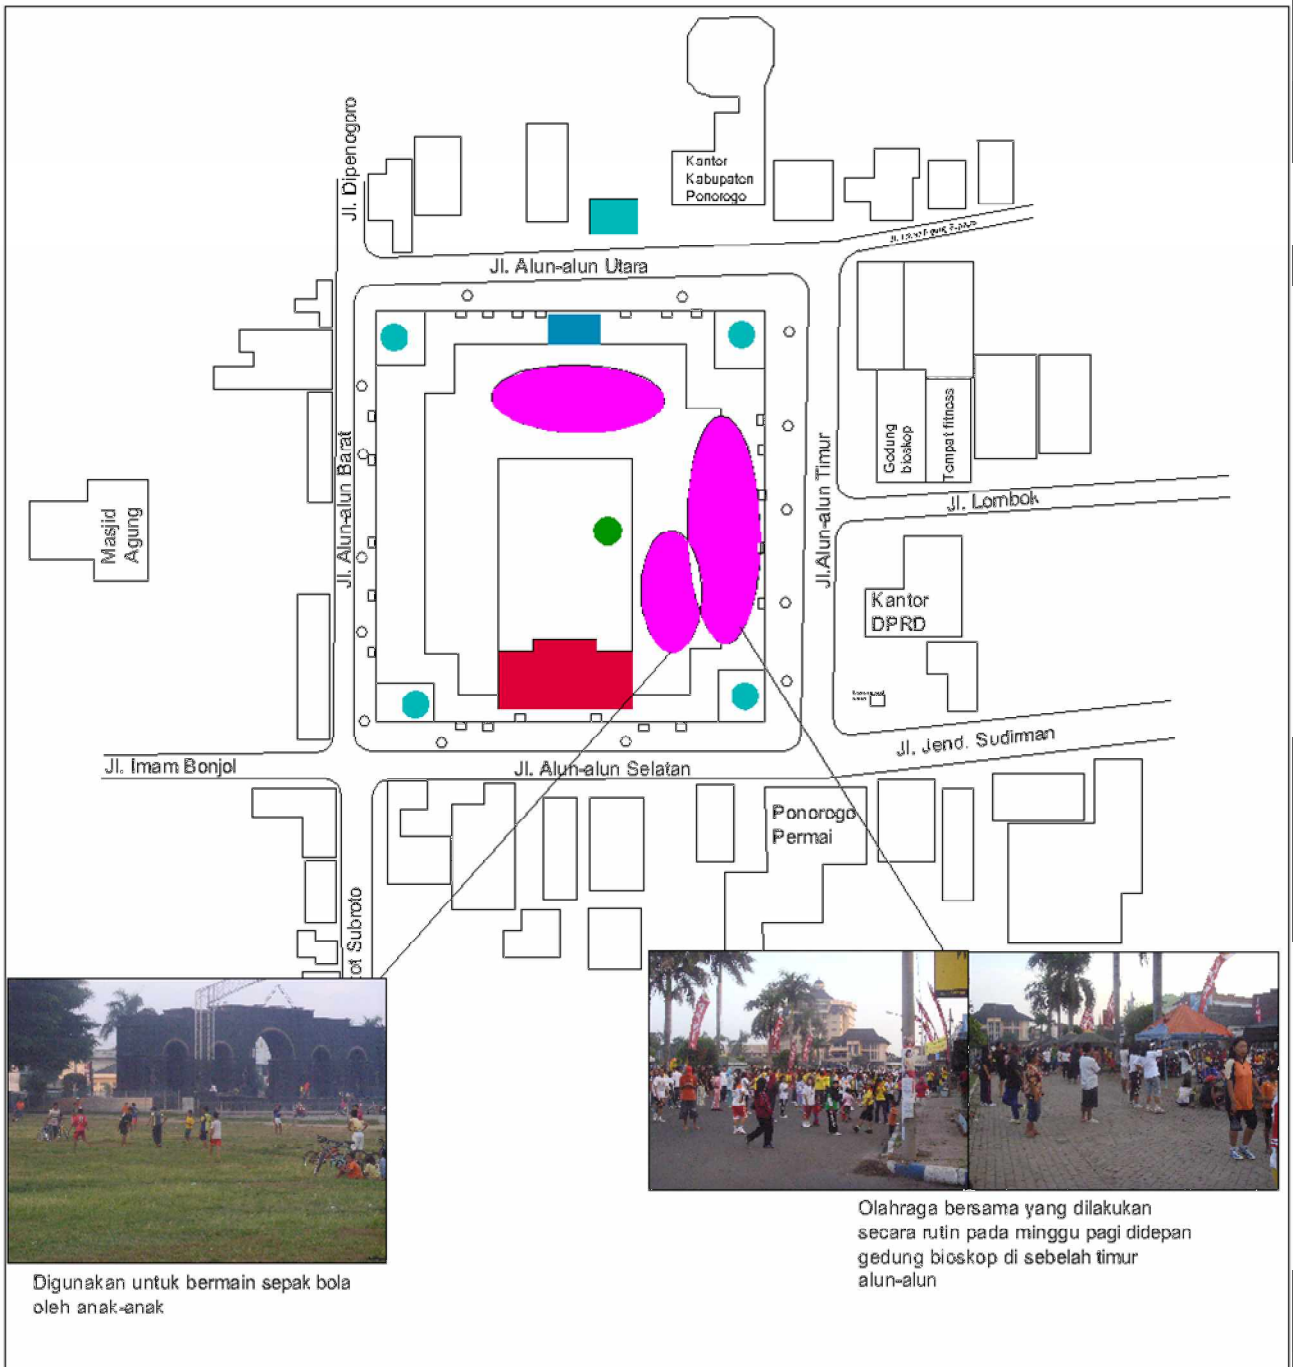 Jl. Dipenogoro
Kantor
Kabupaten
Ponorogo
Jl. Alun-alun Utara
Jl. Alun-alun Barat
Masjid
Agung
Jl.Alun-alun Timur
Gedung
bioskop
Tempat fitness
Jl. Lombok
Kantor
DPRD
Jl. Jend. Sudirman
Jl. Imam Bonjol
Jl. Alun-alun Selatan
Ponorogo
Permai
tot Subroto
Digunakan untuk bermain sepak bola
oleh anak-anak
Olahraga bersama yang dilakukan
secara rutin pada minggu pagi didepan
gedung bioskop di sebelah timur
alun-alun